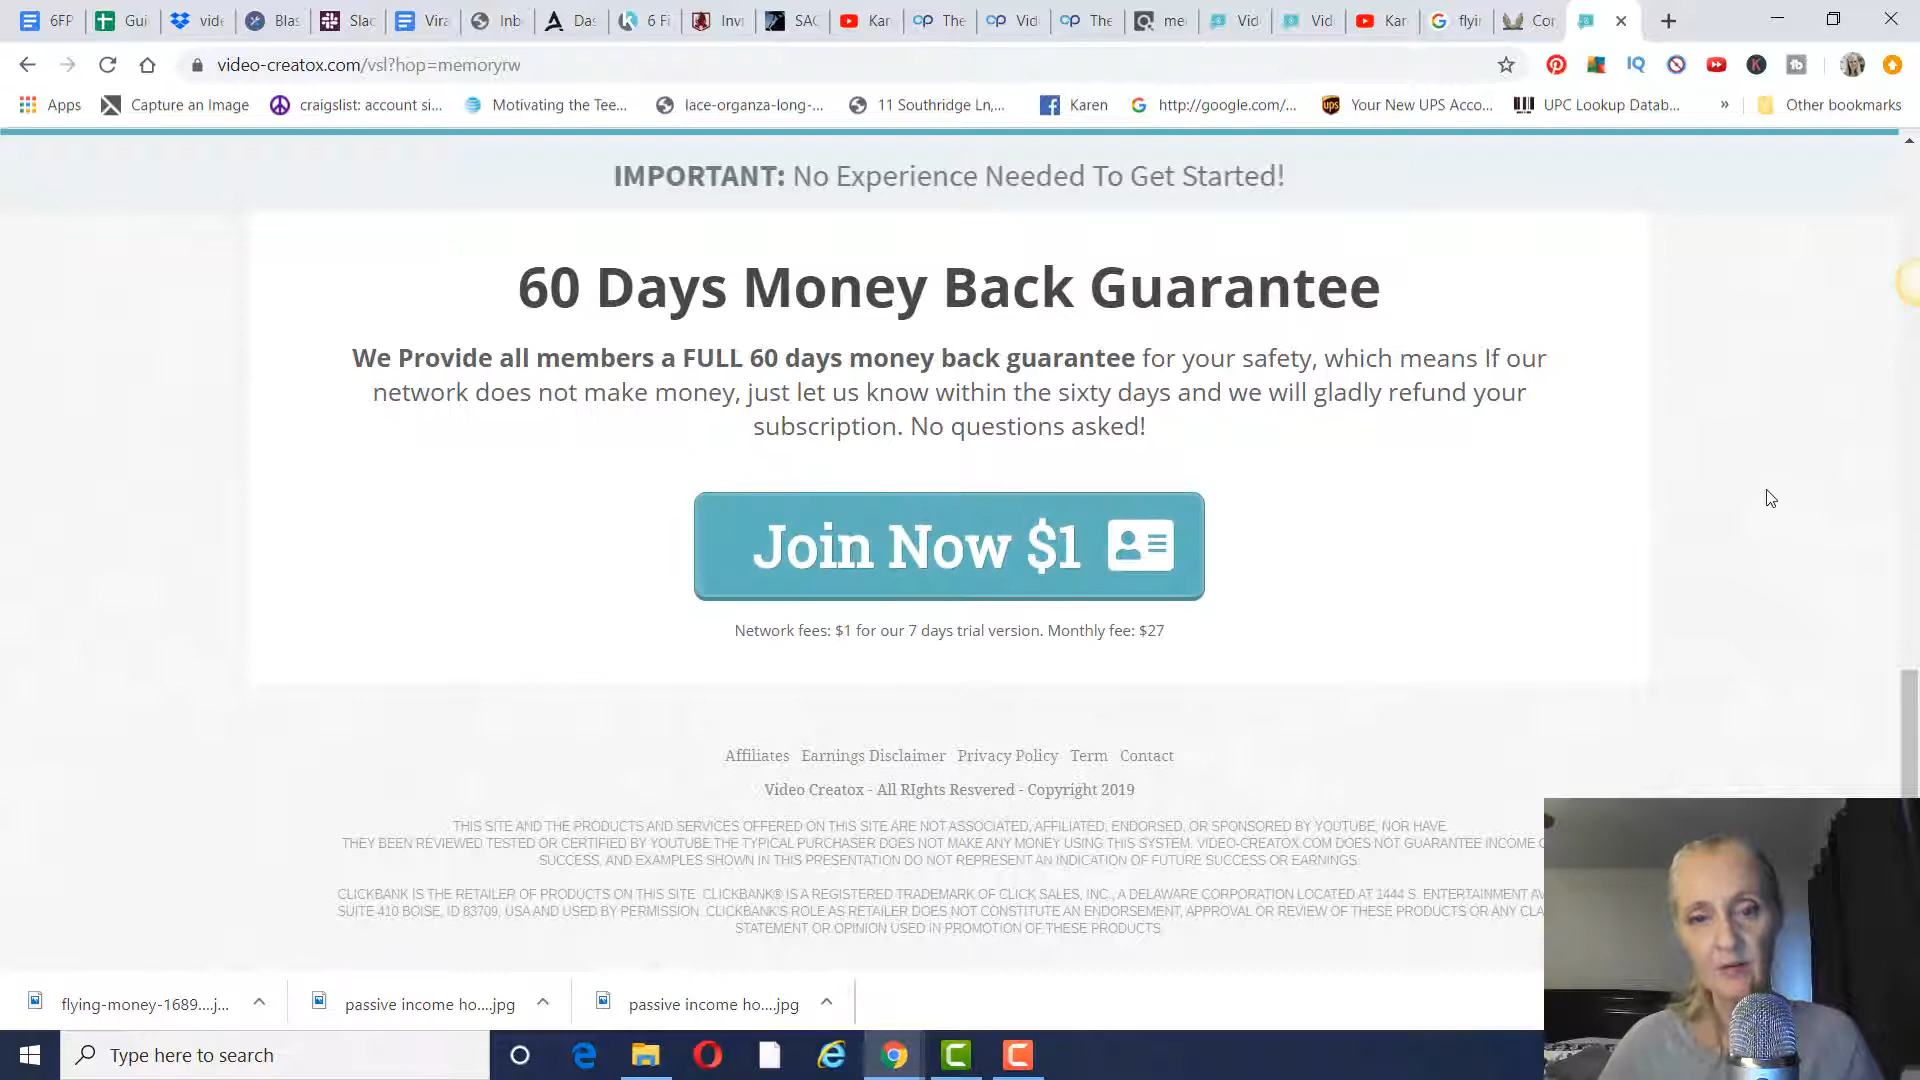 6FP
Gui
vide
Blas
Slac
Vira
Inb
Das
6 Fi
Invi
SAC
Kar
The
Vid
The
me
Vid
Vid
Kar
flyi
Cor
video-creatox.com/vsl?hop=memoryrw
Apps
Capture an Image
craigslist: account si...
Motivating the Tee...
lace-organza-long-...
11 Southridge Ln,...
Karen
http://google.com/...
Your New UPS Acco...
UPC Lookup Datab...
»
Other bookmarks
IMPORTANT: No Experience Needed To Get Started!
60 Days Money Back Guarantee
We Provide all members a FULL 60 days money back guarantee for your safety, which means If our
network does not make money, just let us know within the sixty days and we will gladly refund your
subscription. No questions asked!
Join Now $1
Network fees: $1 for our 7 days trial version. Monthly fee: $27
Affiliates Earnings Disclaimer Privacy Policy Term Contact
Video Creatox - All RIghts Resvered - Copyright 2019
THIS SITE AND THE PRODUCTS AND SERVICES OFFERED ON THIS SITE ARE NOT ASSOCIATED, AFFILIATED, ENDORSED, OR SPONSORED BY YOUTUBE, NOR HAVE
THEY BEEN REVIEWED TESTED OR CERTIFIED BY YOUTUBE.THE TYPICAL PURCHASER DOES NOT MAKE ANY MONEY USING THIS SYSTEM. VIDEO-CREATOX.COM DOES NOT GUARANTEE INCOME
SUCCESS, AND EXAMPLES SHOWN IN THIS PRESENTATION DO NOT REPRESENT AN INDICATION OF FUTURE SUCCESS OR EARNINGS.
CLICKBANK IS THE RETAILER OF PRODUCTS ON THIS SITE. CLICKBANK® IS A REGISTERED TRADEMARK OF CLICK SALES, INC., A DELAWARE CORPORATION LOCATED AT 1444 S. ENTERTAINMENT AV
SUITE 410 BOISE, ID 83709, USA AND USED BY PERMISSION. CLICKBANK'S ROLE AS RETAILER DOES NOT CONSTITUTE AN ENDORSEMENT, APPROVAL OR REVIEW OF THESE PRODUCTS OR ANY CLA
STATEMENT OR OPINION USED IN PROMOTION OF THESE PRODUCTS.
flying-money-1689....j...
passive income ho....jpg
passive income ho....jpg
Type here to search